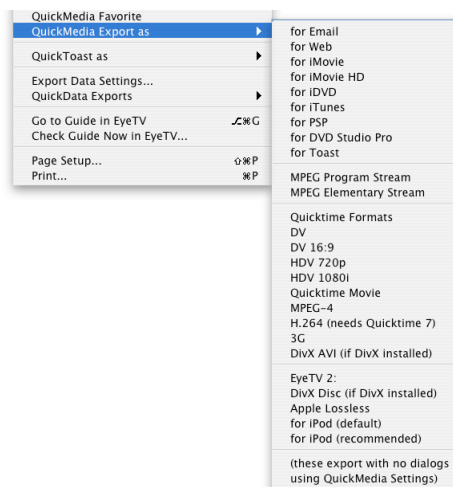 QuickMedia Favorite
QuickMedia Export as
QuickToast as
Export Data Settings...
QuickData Exports
Go to Guide in EyeTV ⌥⌘G
Check Guide Now in EyeTV...
Page Setup... ⇧⌘P
Print... ⌘P
for Email
for Web
for iMovie
for iMovie HD
for iDVD
for iTunes
for PSP
for DVD Studio Pro
for Toast
MPEG Program Stream
MPEG Elementary Stream
Quicktime Formats
DV
DV 16:9
HDV 720p
HDV 1080i
Quicktime Movie
MPEG-4
H.264 (needs Quicktime 7)
3G
DivX AVI (if DivX installed)
EyeTV 2:
DivX Disc (if DivX installed)
Apple Lossless
for iPod (default)
for iPod (recommended)
(these export with no dialogs
using QuickMedia Settings)